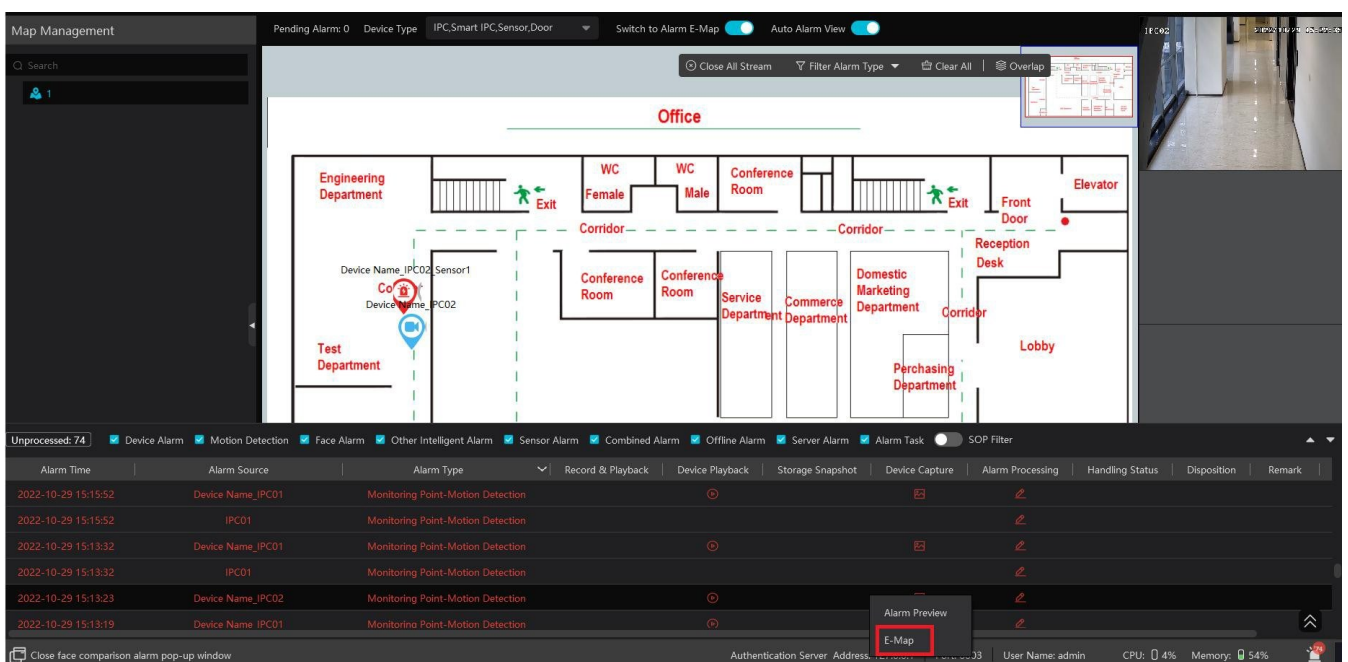 Map Management
Pending Alarm: 0 Device Type IPC,Smart IPC,Sensor,Door Switch to Alarm E-Map Auto Alarm View
IPC02
Search
Close All Stream Filter Alarm Type Clear All Overlap
1
Office
Engineering
Department
WC
Female
WC
Male
Conference
Room
Exit
Exit
Front
Door
Elevator
Corridor
Corridor
Reception
Desk
Device Name_IPC02_Sensor1
Device Name_IPC02
Conference
Room
Conference
Room
Service
Department
Commerce
Department
Domestic
Marketing
Department
Corridor
Test
Department
Perchasing
Department
Lobby
Unprocessed: 74 Device Alarm Motion Detection Face Alarm Other Intelligent Alarm Sensor Alarm Combined Alarm Offline Alarm Server Alarm Alarm Task SOP Filter
Alarm Time Alarm Source Alarm Type Record & Playback Device Playback Storage Snapshot Device Capture Alarm Processing Handling Status Disposition Remark
2022-10-29 15:15:52 Device Name_IPC01 Monitoring Point-Motion Detection
2022-10-29 15:15:52 IPC01 Monitoring Point-Motion Detection
2022-10-29 15:13:32 Device Name_IPC01 Monitoring Point-Motion Detection
2022-10-29 15:13:32 IPC01 Monitoring Point-Motion Detection
2022-10-29 15:13:23 Device Name_IPC02 Monitoring Point-Motion Detection
2022-10-29 15:13:19 Device Name_IPC01 Monitoring Point-Motion Detection
Alarm Preview
E-Map
Close face comparison alarm pop-up window Authentication Server Address: User Name: admin CPU: 4% Memory: 54% 74